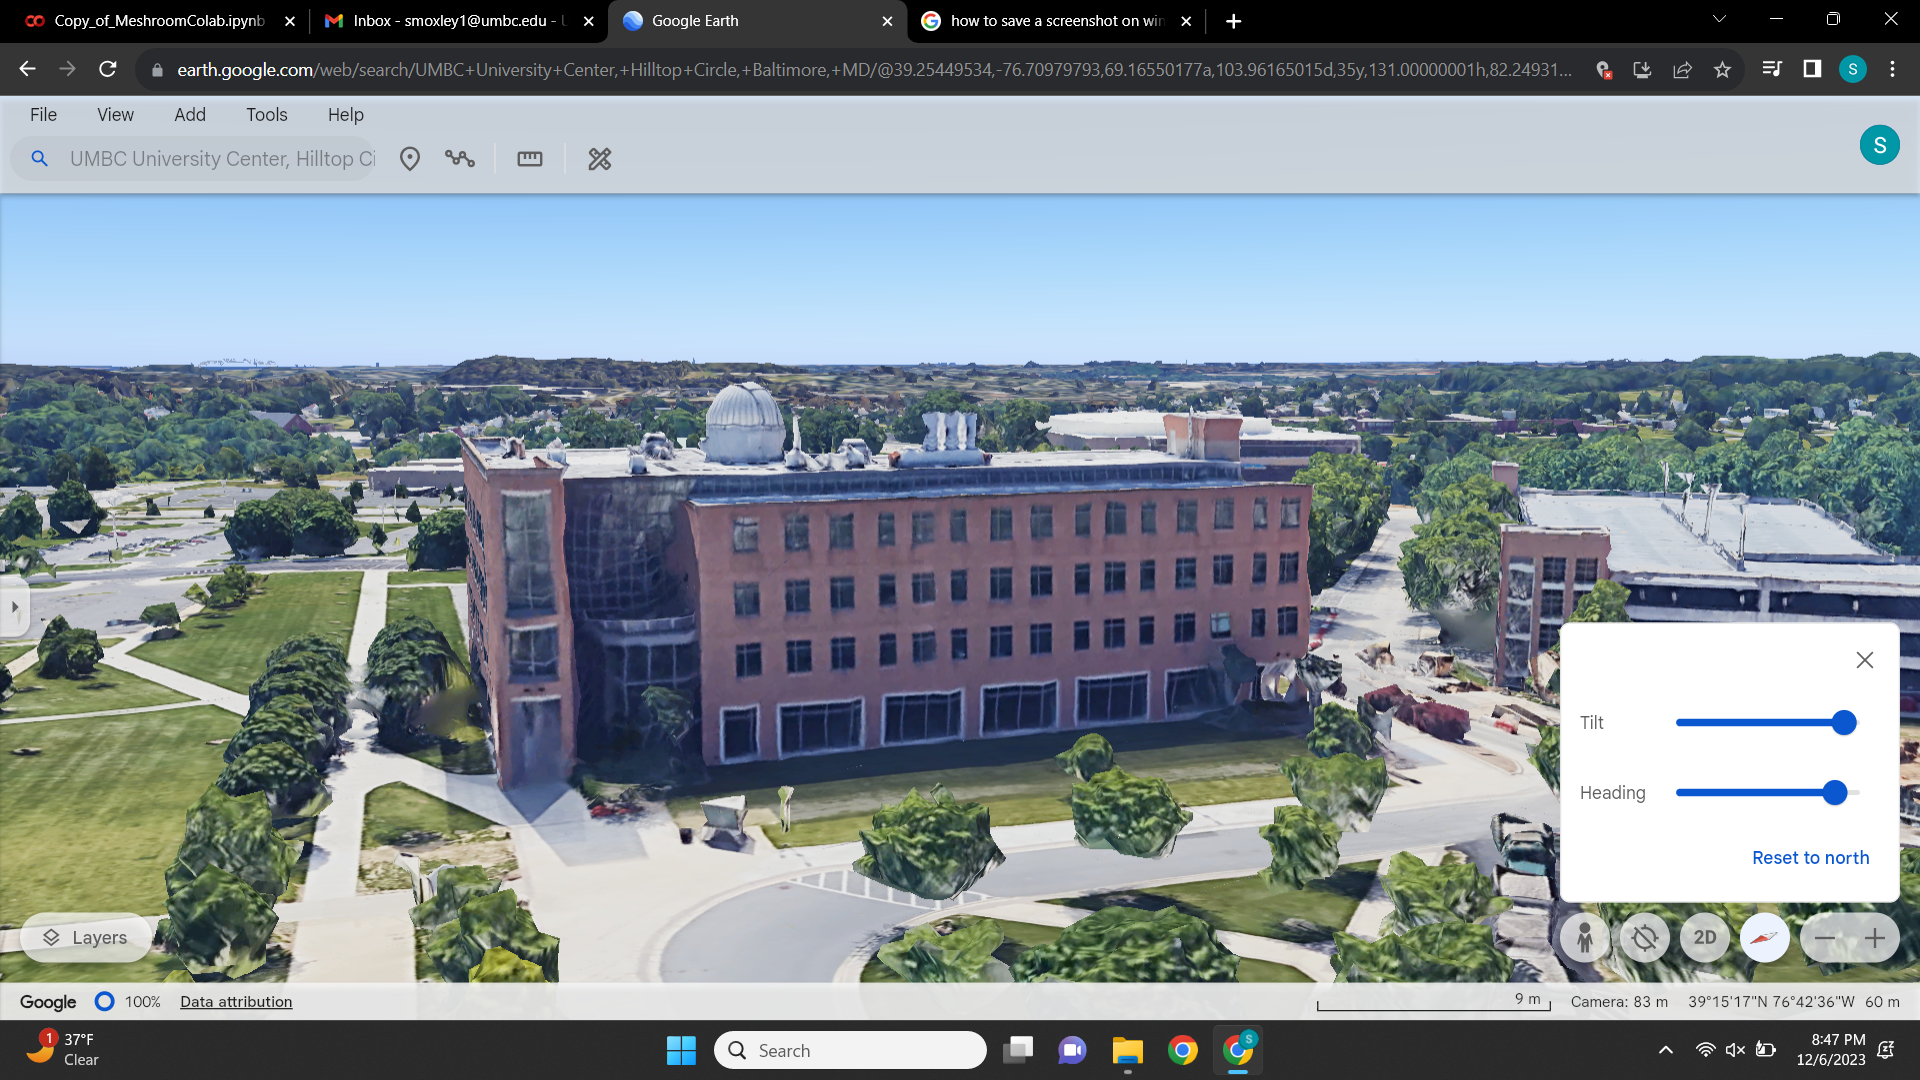 Copy_of_MeshroomColab.ipynb
Inbox - smoxley1@umbc.edu - U
Google Earth
how to save a screenshot on win
earth.google.com/web/search/UMBC+University+Center,+Hilltop+Circle,+Baltimore,+MD/@39.25449534,-76.70979793,69.16550177a,103.96165015d,35y,131.00000001h,82.24931...
S
File View Add Tools Help
UMBC University Center, Hilltop Ci
S
Tilt
Heading
Reset to north
Layers
2D
Google 100% Data attribution
9 m
Camera: 83 m 39°15'17"N 76°42'36"W 60 m
1
37°F
Clear
Search
S
8:47 PM
12/6/2023